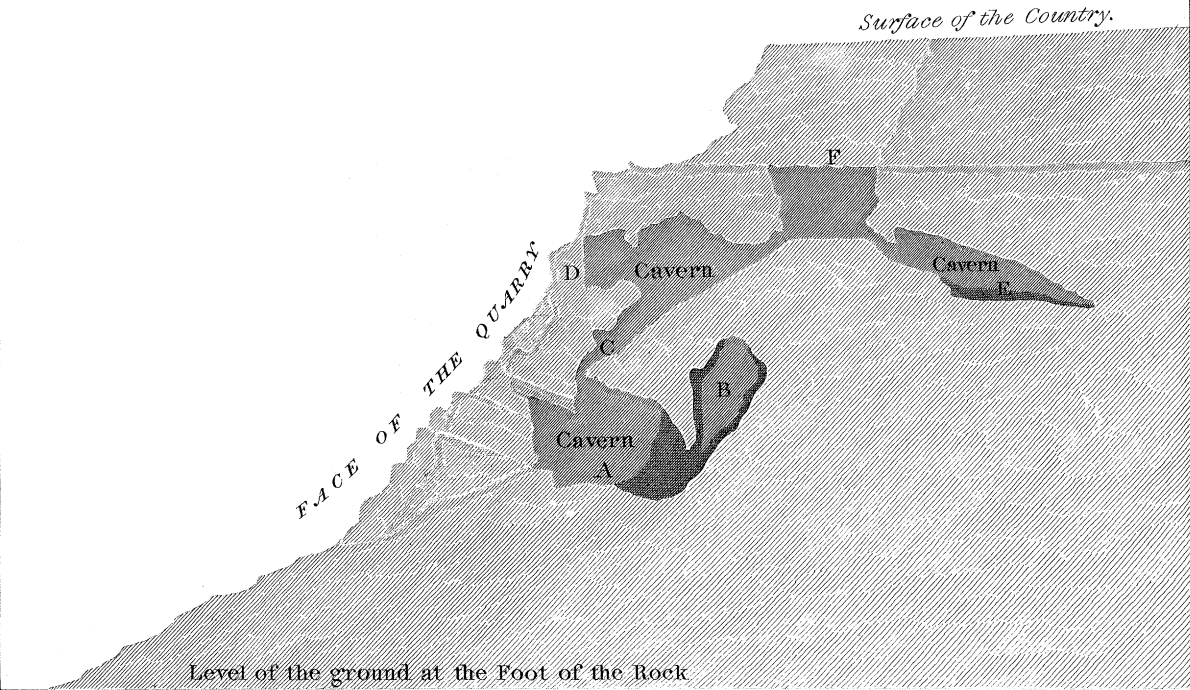 Surface of the Country.
F
Cavern
E
D
Cavern
FACE OF THE QUARRY
C
B
Cavern
A
Level of the ground at the Foot of the Rock